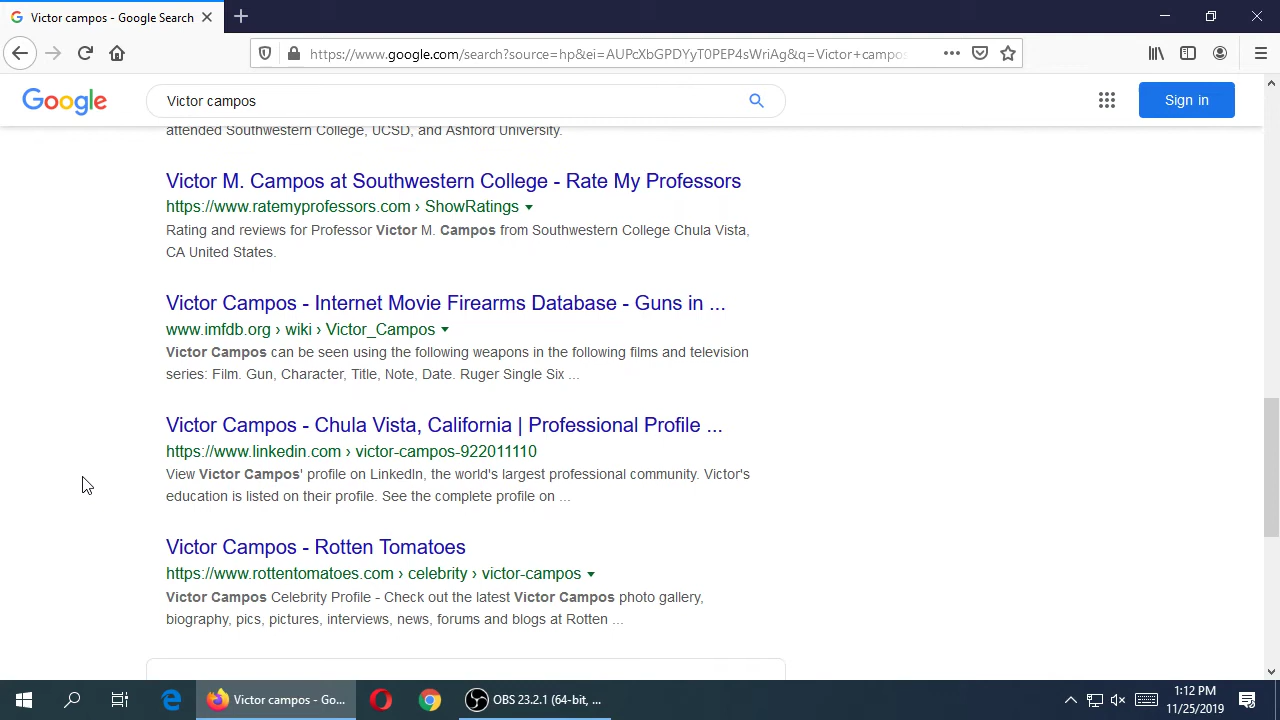 Victor campos - Google Search
https://www.google.com/search?source=hp&ei=AUPcXbGPDYyT0PEP4sWriAg&q=Victor+campos
Google
Victor campos
Sign in
attended Southwestern College, UCSD, and Ashford University.
Victor M. Campos at Southwestern College - Rate My Professors
https://www.ratemyprofessors.com › ShowRatings
Rating and reviews for Professor Victor M. Campos from Southwestern College Chula Vista,
CA United States.
Victor Campos - Internet Movie Firearms Database - Guns in ...
www.imfdb.org › wiki › Victor_Campos
Victor Campos can be seen using the following weapons in the following films and television
series: Film. Gun, Character, Title, Note, Date. Ruger Single Six ...
Victor Campos - Chula Vista, California | Professional Profile ...
https://www.linkedin.com › victor-campos-922011110
View Victor Campos' profile on LinkedIn, the world's largest professional community. Victor's
education is listed on their profile. See the complete profile on ...
Victor Campos - Rotten Tomatoes
https://www.rottentomatoes.com › celebrity › victor-campos
Victor Campos Celebrity Profile - Check out the latest Victor Campos photo gallery,
biography, pics, pictures, interviews, news, forums and blogs at Rotten ...
Victor campos - Go...
OBS 23.2.1 (64-bit, ...
1:12 PM
11/25/2019